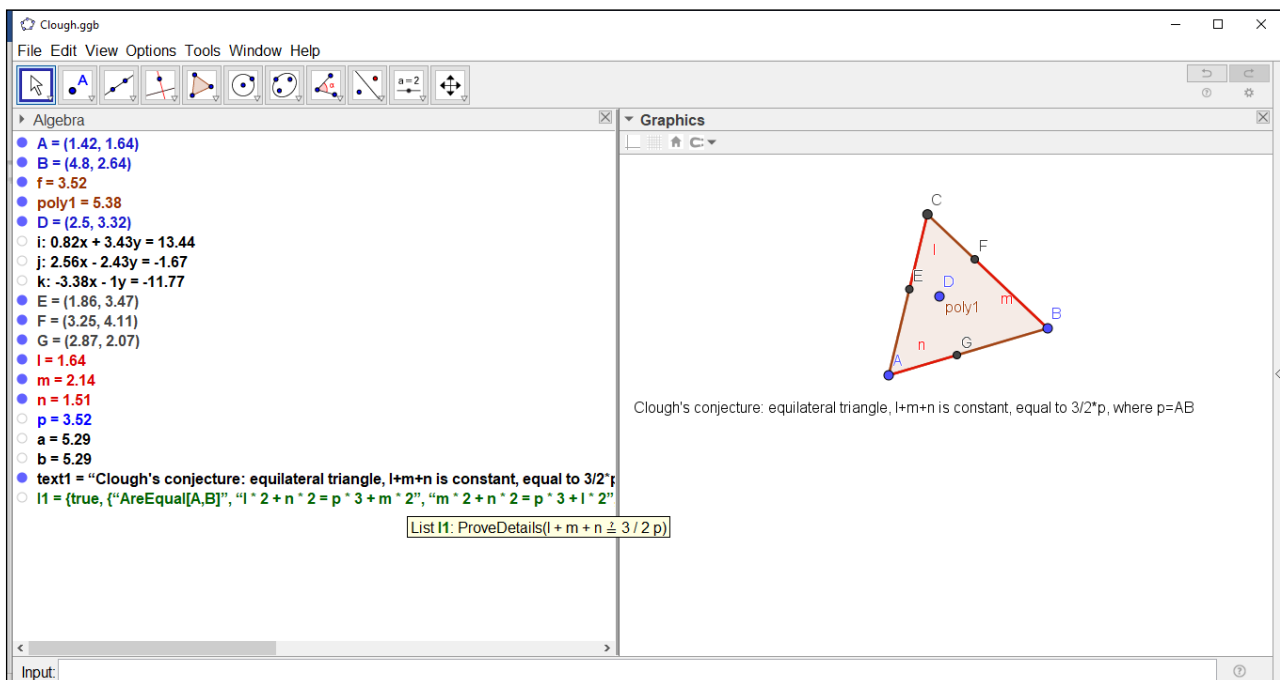 Clough.ggb
File Edit View Options Tools Window Help
A
a=2
Algebra
Graphics
A = (1.42, 1.64)
B = (4.8, 2.64)
f = 3.52
poly1 = 5.38
D = (2.5, 3.32)
i: 0.82x + 3.43y = 13.44
j: 2.56x - 2.43y = -1.67
k: -3.38x - 1y = -11.77
E = (1.86, 3.47)
F = (3.25, 4.11)
G = (2.87, 2.07)
l = 1.64
m = 2.14
n = 1.51
p = 3.52
a = 5.29
b = 5.29
text1 = “Clough's conjecture: equilateral triangle, l+m+n is constant, equal to 3/2*p
l1 = {true, {“AreEqual[A,B]”, “l * 2 + n * 2 = p * 3 + m * 2”, “m * 2 + n * 2 = p * 3 + l * 2”
List l1: ProveDetails(l + m + n ≟ 3 / 2 p)
C
l
F
E
D
m
poly1
B
n
G
A
Clough's conjecture: equilateral triangle, l+m+n is constant, equal to 3/2*p, where p=AB
Input: